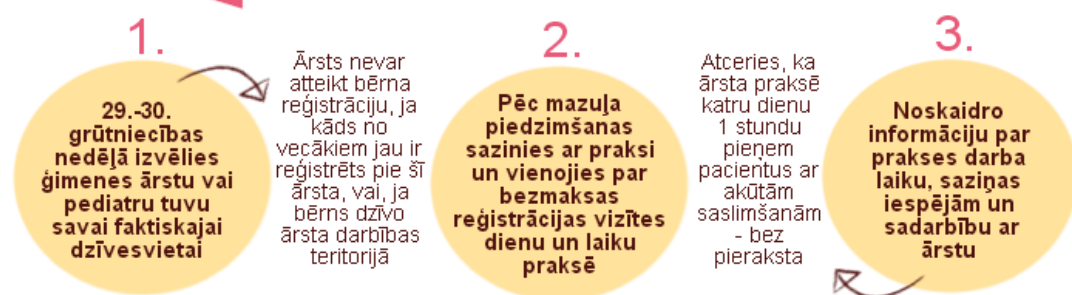 1.
29.-30.
grūtniecības
nedēļā izvēlies
ģimenes ārstu vai
pediatru tuvu
savai faktiskajai
dzīvesvietai
Ārsts nevar
atteikt bērna
reģistrāciju, ja
kāds no
vecākiem jau ir
reģistrēts pie šī
ārsta, vai, ja
bērns dzīvo
ārsta darbības
teritorijā
2.
Pēc mazuļa
piedzimšanas
sazinies ar praksi
un vienojies par
bezmaksas
reģistrācijas vizītes
dienu un laiku
praksē
Atceries, ka
ārsta praksē
katru dienu
1 stundu
pieņem
pacientus ar
akūtām
saslimšanām
- bez
pieraksta
3.
Noskaidro
informāciju par
prakses darba
laiku, saziņas
iespējām un
sadarbību ar
ārstu